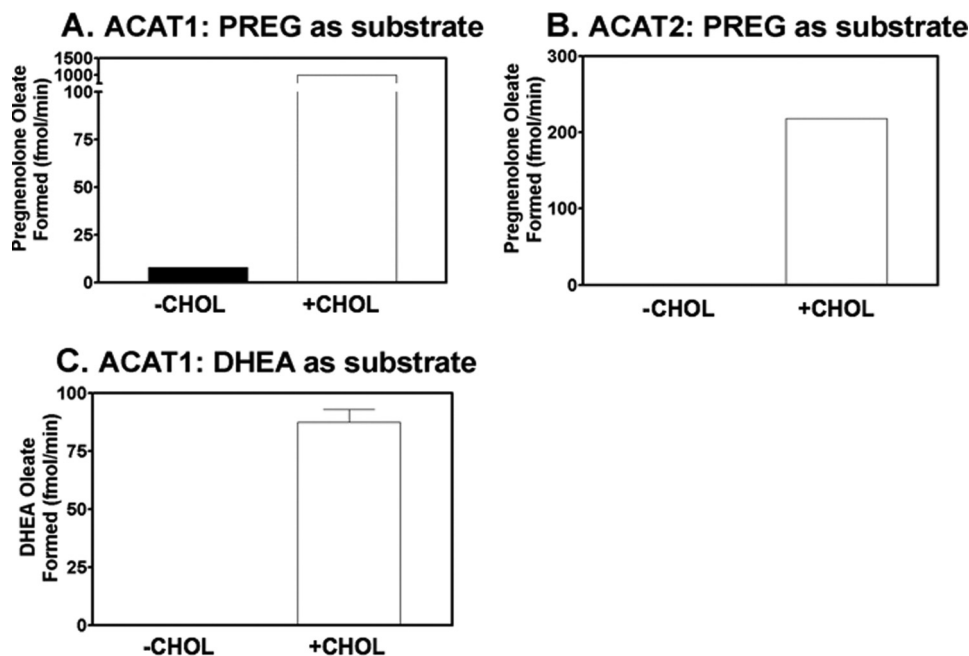 A. ACAT1: PREG as substrate
Pregnenolone Oleate
Formed (fmol/min)
1500
1000
100
75
50
25
0
-CHOL
+CHOL
B. ACAT2: PREG as substrate
Pregnenolone Oleate
Formed (fmol/min)
300
200
100
0
-CHOL
+CHOL
C. ACAT1: DHEA as substrate
DHEA Oleate
Formed (fmol/min)
100
75
50
25
0
-CHOL
+CHOL